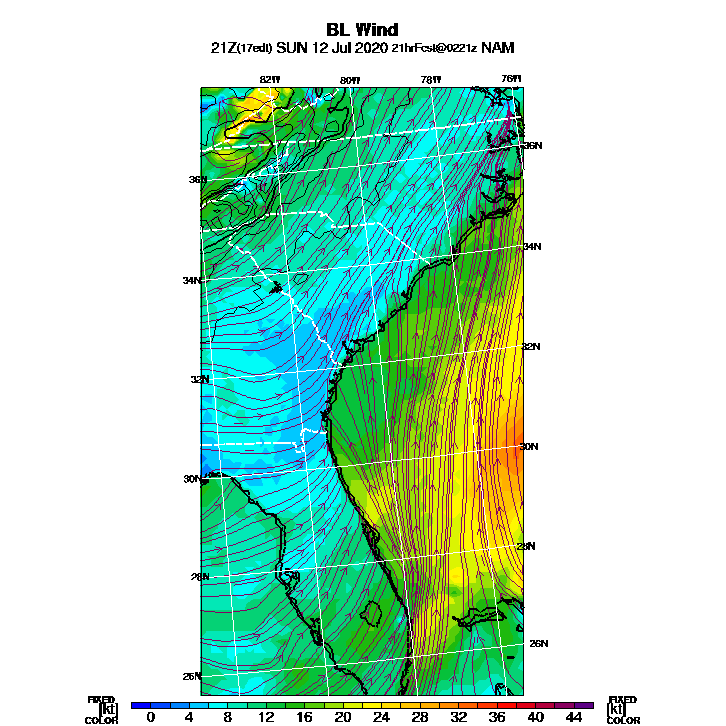 BL Wind
21Z(17edt) SUN 12 Jul 2020 21hrFcst@0221z NAM
82W 80W 78W 76W
36N
36N
34N
34N
32N
32N
30N
30N
28N
28N
26N
26N
FIXED FIXED
[kt] 0 4 8 12 16 20 24 28 32 36 40 44 [kt]
COLOR COLOR